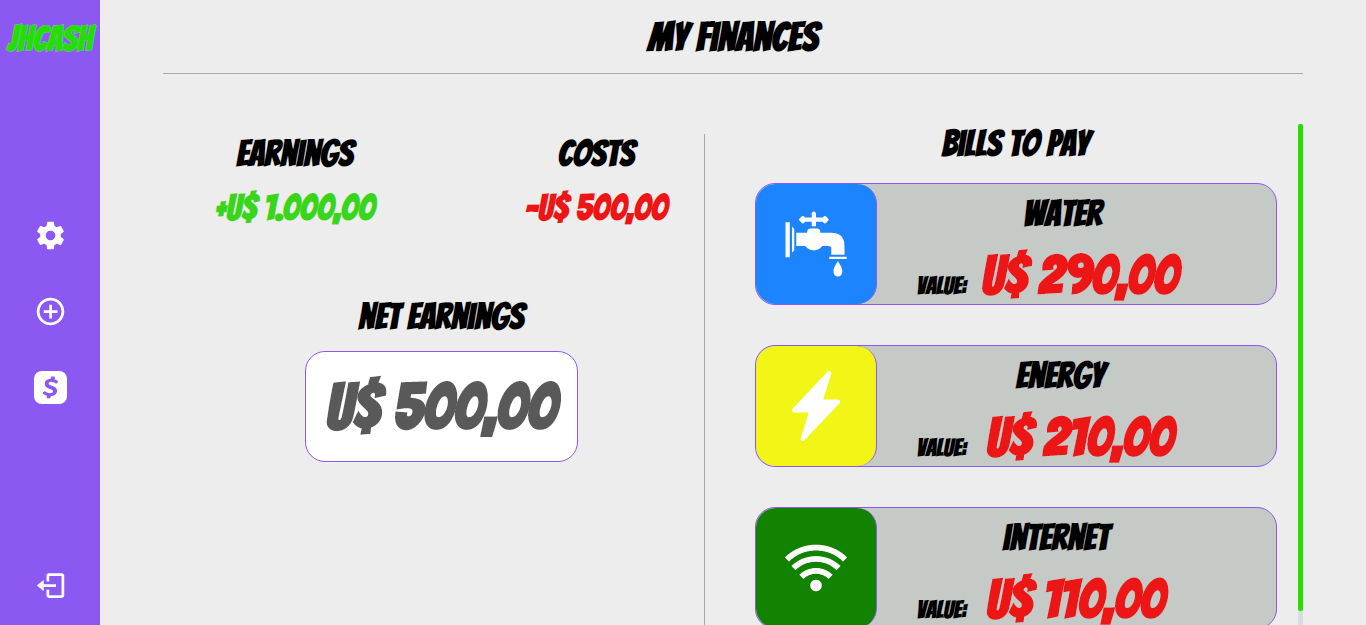 JHCASH
MY FINANCES
EARNINGS
+U$ 1.000,00
COSTS
-U$ 500,00
NET EARNINGS
U$ 500,00
BILLS TO PAY
WATER
VALUE: U$ 290,00
ENERGY
VALUE: U$ 210,00
INTERNET
VALUE: U$ 110,00